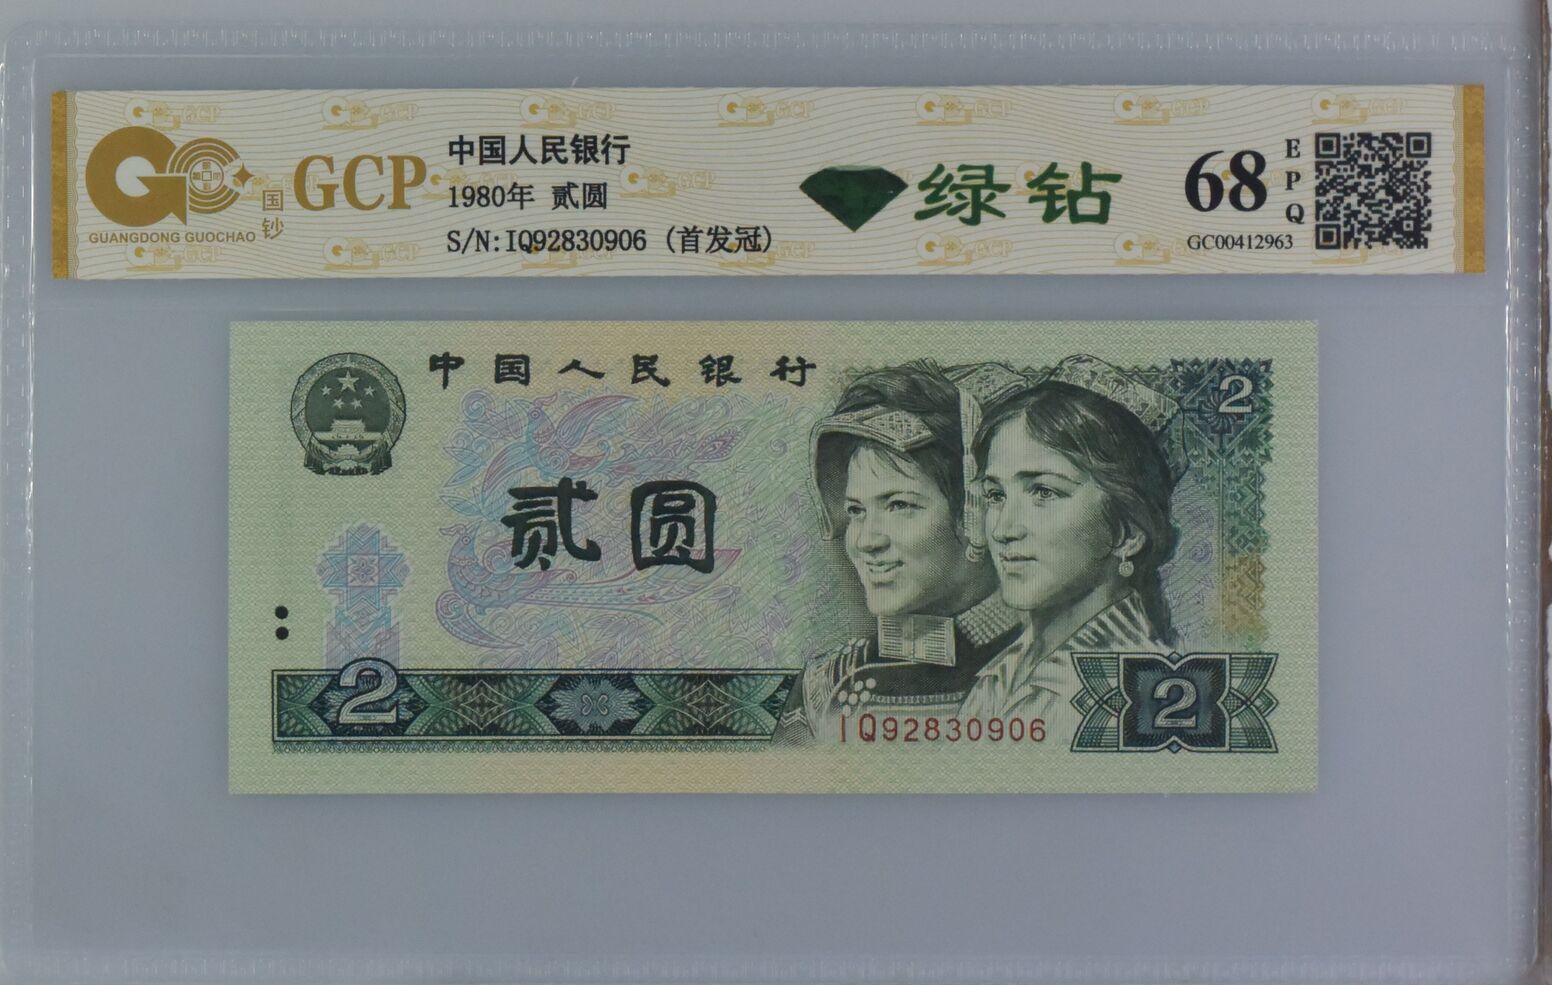 GCP
GUANGDONG GUOCHAO
国钞
中国人民银行
1980年 贰圆
S/N:IQ92830906 (首发冠)
绿钻
68
EPQ
GC00412963
中国人民银行
2
贰圆
2
IQ92830906
2